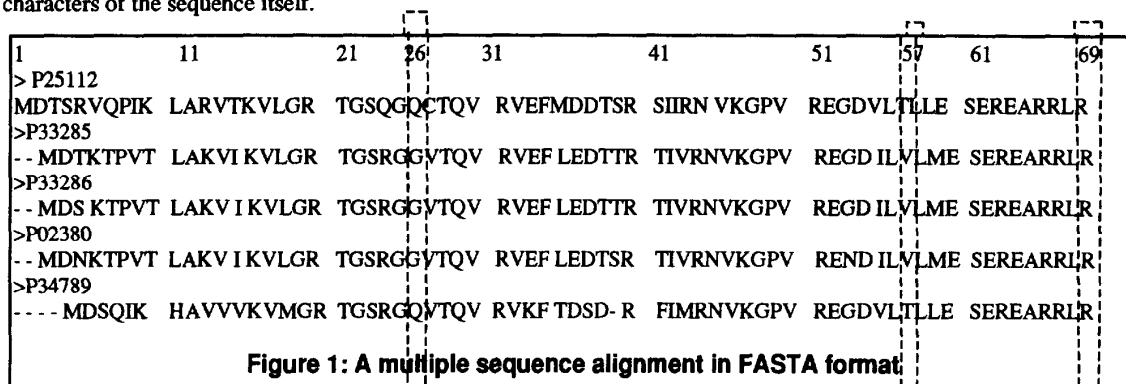 characters of the sequence itself.
1 11 21 26 31 41 51 57 61 69
> P25112
MDTSRVQPIK LARVTKVLGR TGSQGQCTQV RVEFMDDTSR SIIRN VKGPV REGDVLTLLE SEREARRLR
>P33285
- - MDTKTPVT LAKVI KVLGR TGSRGGVTQV RVEF LEDTTR TIVRNVKGPV REGD ILVLME SEREARRLR
>P33286
- - MDS KTPVT LAKV I KVLGR TGSRGGVTQV RVEF LEDTTR TIVRNVKGPV REGD ILVLME SEREARRLR
>P02380
- - MDNKTPVT LAKV I KVLGR TGSRGGVTQV RVEF LEDTSR TIVRNVKGPV REND ILVLME SEREARRLR
>P34789
- - - - MDSQIK HAVVVKVMGR TGSRGQVTQV RVKF TDSD- R FIMRNVKGPV REGDVLTLLE SEREARRLR
Figure 1: A multiple sequence alignment in FASTA format